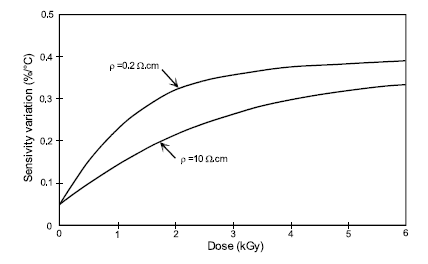 0.5
0.4
0.3
0.2
0.1
0
Sensivity variation (%/°C)
ρ =0.2 Ω.cm
ρ =10 Ω.cm
0 1 2 3 4 5 6
Dose (kGy)